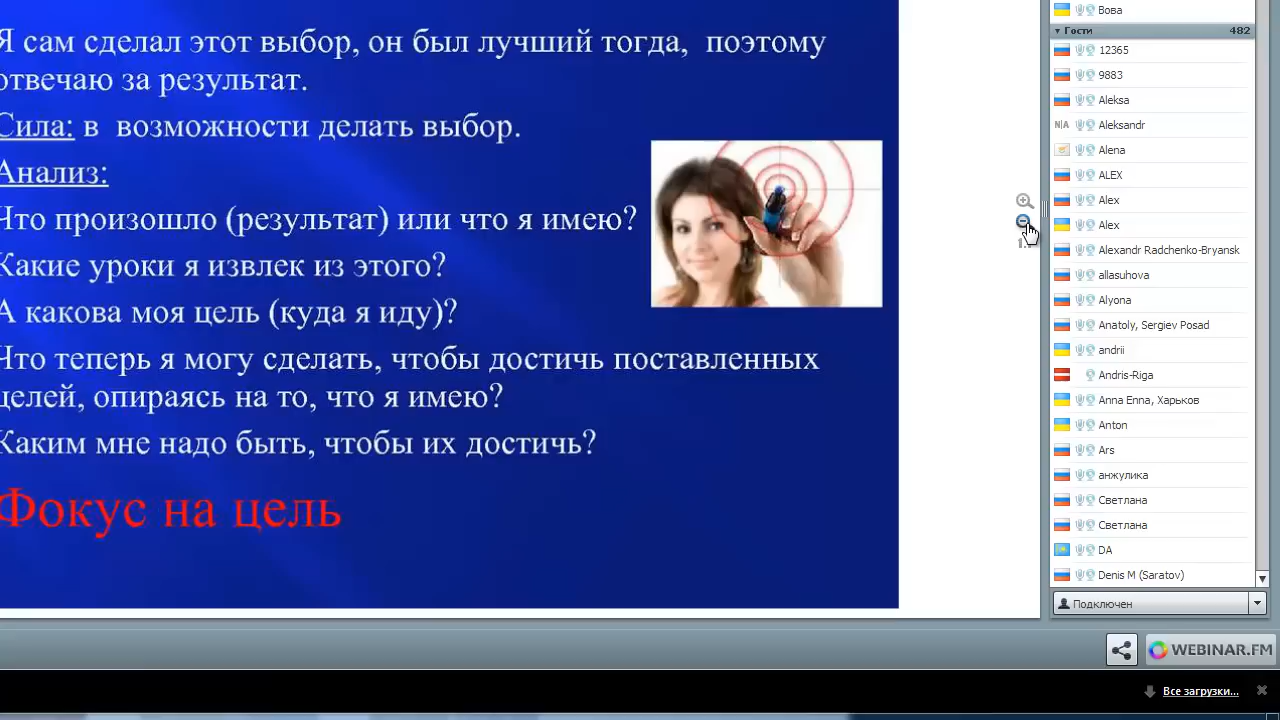 Я сам сделал этот выбор, он был лучший тогда, поэтому
отвечаю за результат.
Сила: в возможности делать выбор.
Анализ:
Что произошло (результат) или что я имею?
Какие уроки я извлек из этого?
А какова моя цель (куда я иду)?
Что теперь я могу сделать, чтобы достичь поставленных
целей, опираясь на то, что я имею?
Каким мне надо быть, чтобы их достичь?
Фокус на цель
Вова
Гости 482
12365
9883
Aleksa
N|A Aleksandr
Alena
ALEX
Alex
Alex
Alexandr Radchenko-Bryansk
allasuhova
Alyona
Anatoly, Sergiev Posad
andrii
Andris-Riga
Anna Enna, Харьков
Anton
Ars
анжулика
Светлана
Светлана
DA
Denis M (Saratov)
Подключен
WEBINAR.FM
Все загрузки...